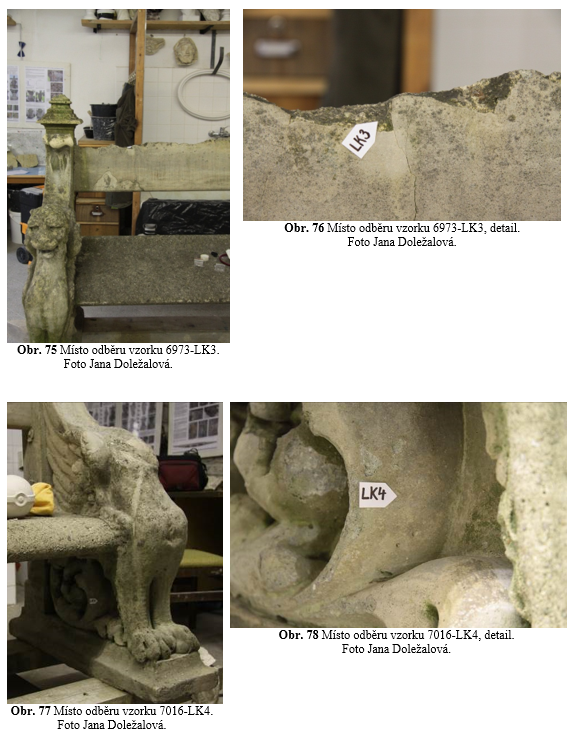 LK3
Obr. 76 Místo odběru vzorku 6973-LK3, detail.
Foto Jana Doležalová.
Obr. 75 Místo odběru vzorku 6973-LK3.
Foto Jana Doležalová.
LK4
Obr. 78 Místo odběru vzorku 7016-LK4, detail.
Foto Jana Doležalová.
Obr. 77 Místo odběru vzorku 7016-LK4.
Foto Jana Doležalová.